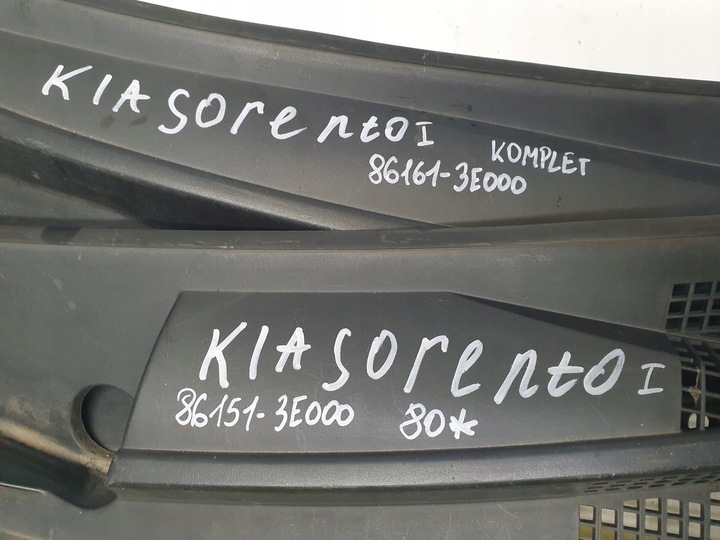 KIA SORENTO I
KOMPLET
86161-3E000
KIA SORENTO I
86151-3E000 80*